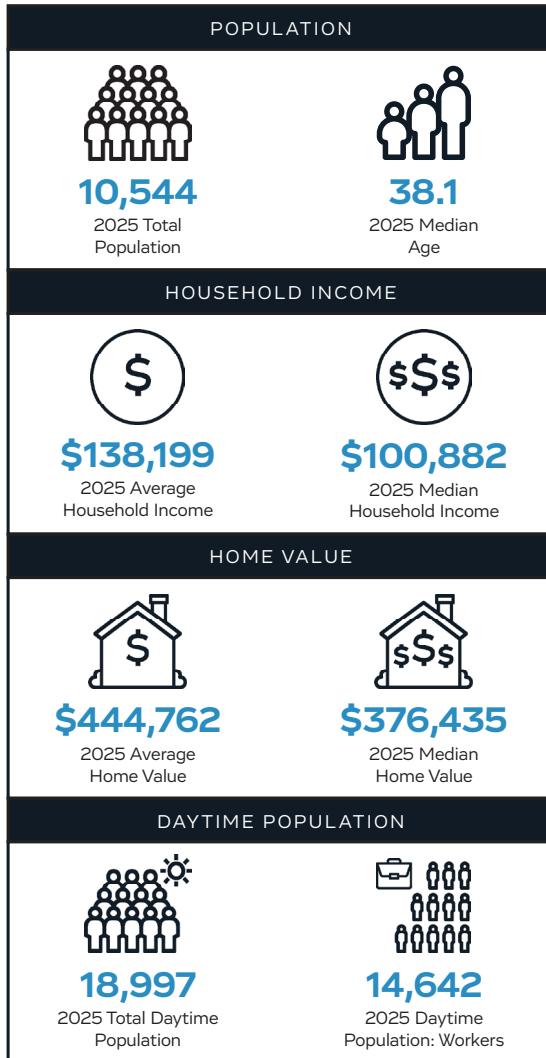 POPULATION
$ 
10,544
2025 Total
Population
38.1
2025 Median
Age
HOUSEHOLD INCOME
$
$138,199
2025 Average
Household Income
$$$
$100,882
2025 Median
Household Income
HOME VALUE
$
$444,762
2025 Average
Home Value
$$$
$376,435
2025 Median
Home Value
DAYTIME POPULATION
18,997
2025 Total Daytime
Population
14,642
2025 Daytime
Population: Workers